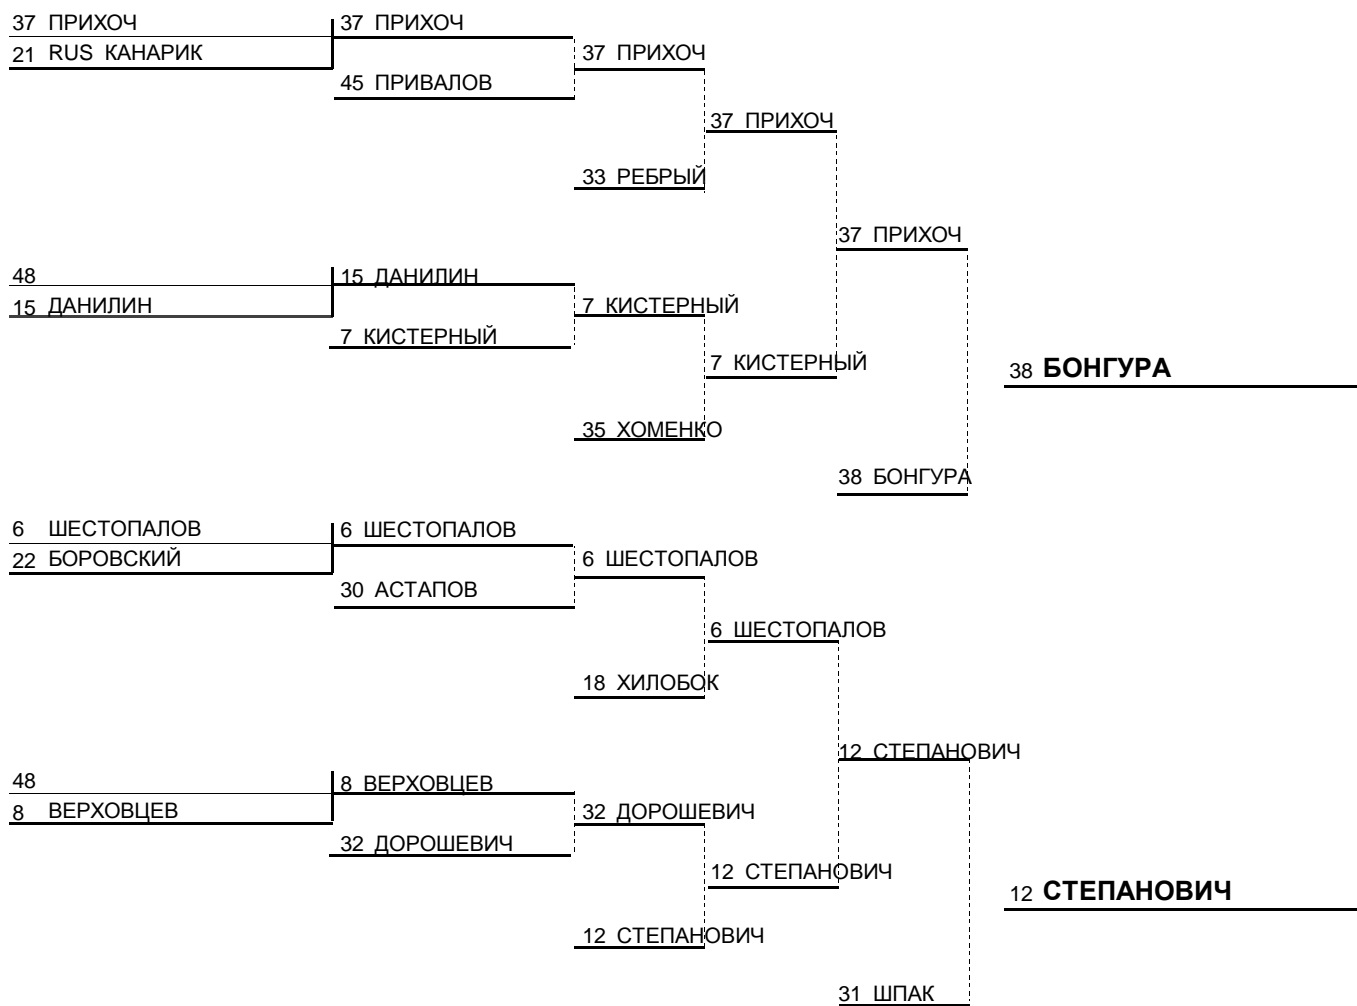 37 ПРИХОЧ
21 RUS КАНАРИК
37 ПРИХОЧ
45 ПРИВАЛОВ
37 ПРИХОЧ
33 РЕБРЫЙ
37 ПРИХОЧ
48
15 ДАНИЛИН
15 ДАНИЛИН
7 КИСТЕРНЫЙ
7 КИСТЕРНЫЙ
35 ХОМЕНКО
7 КИСТЕРНЫЙ
37 ПРИХОЧ
38 БОНГУРА
38 БОНГУРА
6 ШЕСТОПАЛОВ
22 БОРОВСКИЙ
6 ШЕСТОПАЛОВ
30 АСТАПОВ
6 ШЕСТОПАЛОВ
18 ХИЛОБОК
6 ШЕСТОПАЛОВ
48
8 ВЕРХОВЦЕВ
8 ВЕРХОВЦЕВ
32 ДОРОШЕВИЧ
32 ДОРОШЕВИЧ
12 СТЕПАНОВИЧ
12 СТЕПАНОВИЧ
12 СТЕПАНОВИЧ
31 ШПАК
12 СТЕПАНОВИЧ